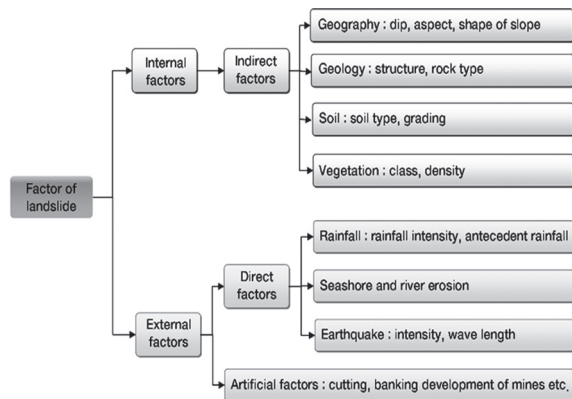 Factor of
landslide
Internal
factors
Indirect
factors
Geography : dip, aspect, shape of slope
Geology : structure, rock type
Soil : soil type, grading
Vegetation : class, density
External
factors
Direct
factors
Rainfall : rainfall intensity, antecedent rainfall
Seashore and river erosion
Earthquake : intensity, wave length
Artificial factors : cutting, banking development of mines etc.